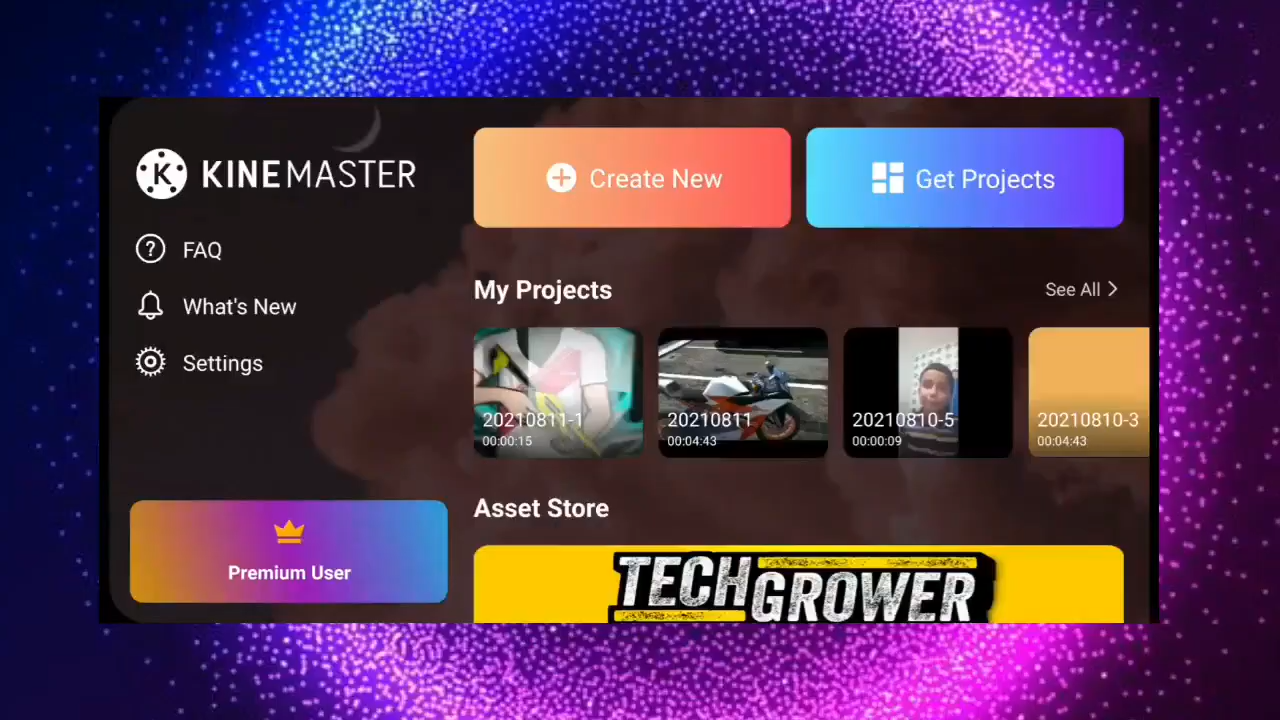 KINEMASTER
FAQ
What's New
Settings
Premium User
Create New
Get Projects
My Projects
See All
20210811-1
00:00:15
20210811
00:04:43
20210810-5
00:00:09
20210810-3
00:04:43
Asset Store
TECHGROWER